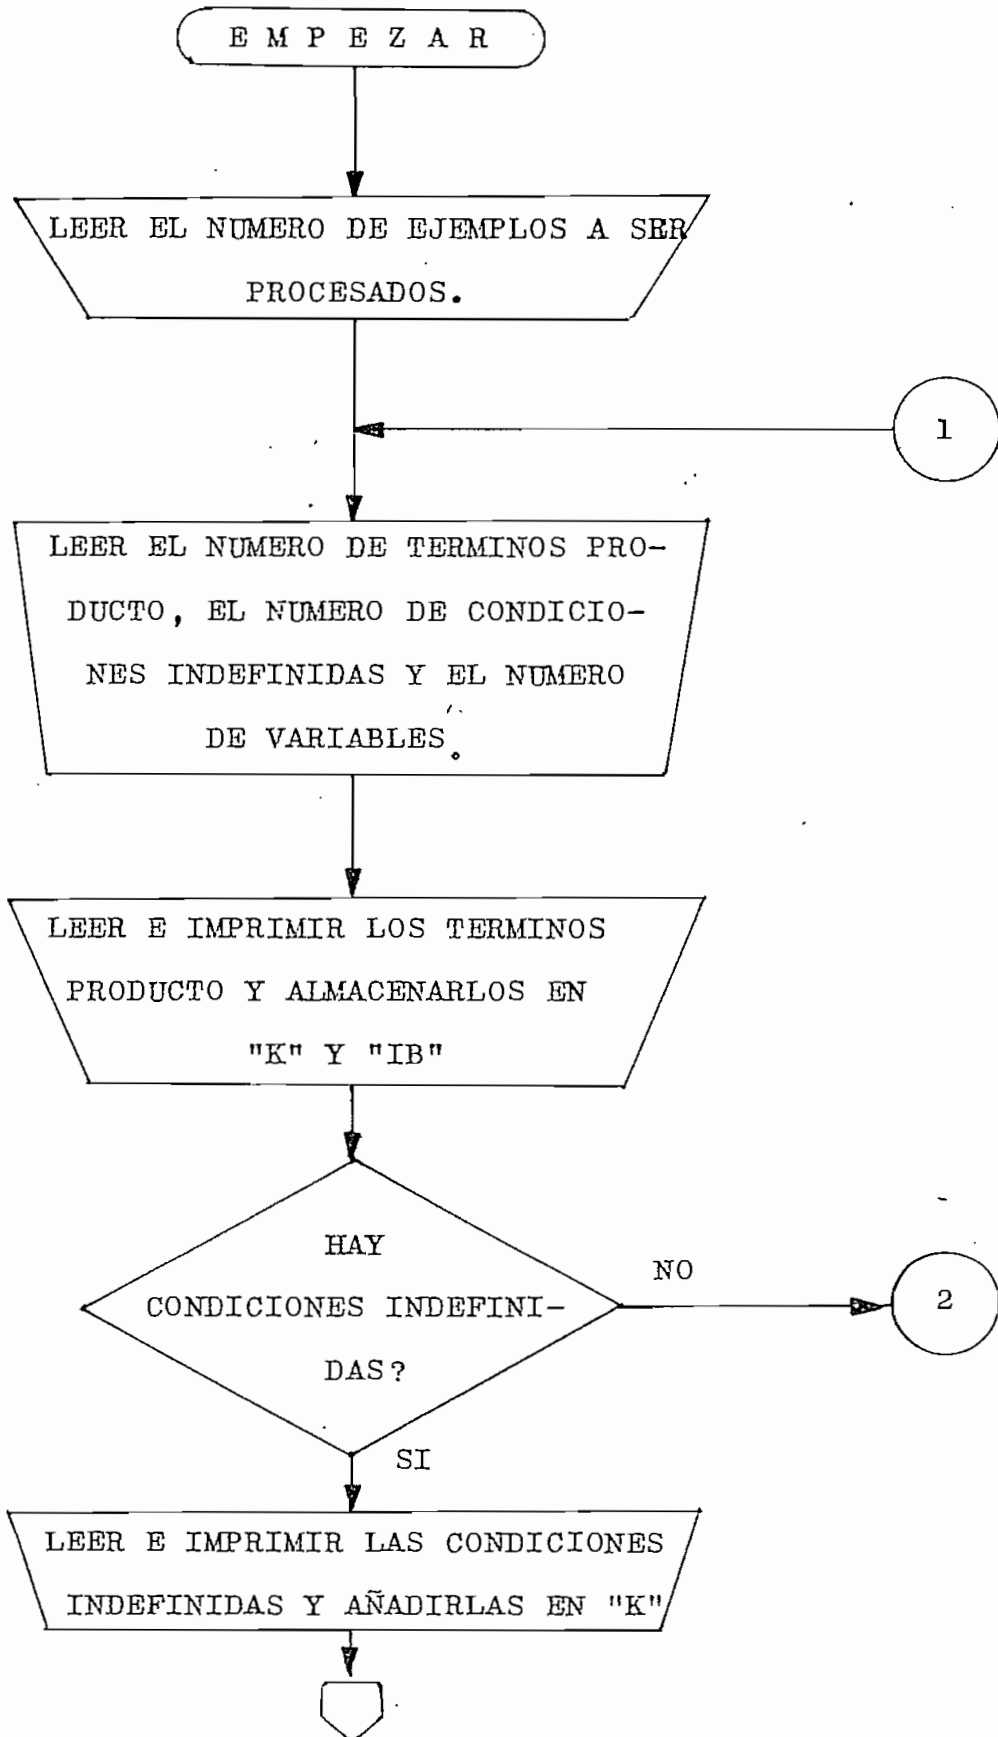 E M P E Z A R
LEER EL NUMERO DE EJEMPLOS A SER
PROCESADOS.
1
LEER EL NUMERO DE TERMINOS PRO-
DUCTO, EL NUMERO DE CONDICIO-
NES INDEFINIDAS Y EL NUMERO
DE VARIABLES.
LEER E IMPRIMIR LOS TERMINOS
PRODUCTO Y ALMACENARLOS EN
"K" Y "IB"
HAY
CONDICIONES INDEFINI-
DAS?
NO
2
SI
LEER E IMPRIMIR LAS CONDICIONES
INDEFINIDAS Y AÑADIRLAS EN "K"